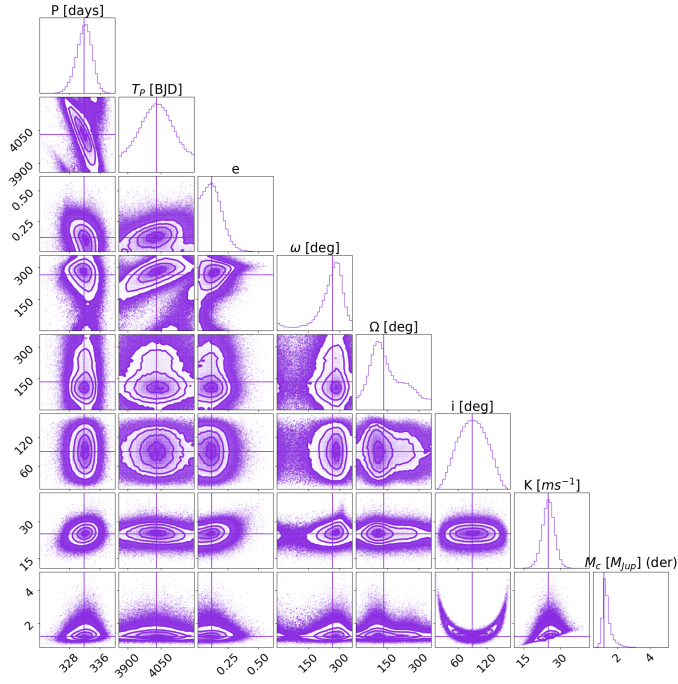 P [days]
T_P [BJD]
4050
3900
e
0.50
0.25
ω [deg]
300
150
Ω [deg]
300
150
i [deg]
120
60
K [ms⁻¹]
30
15
M_c [M_Jup] (der)
4
2
328 336 3900 4050 0.25 0.50 150 300 150 300 60 120 15 30 2 4